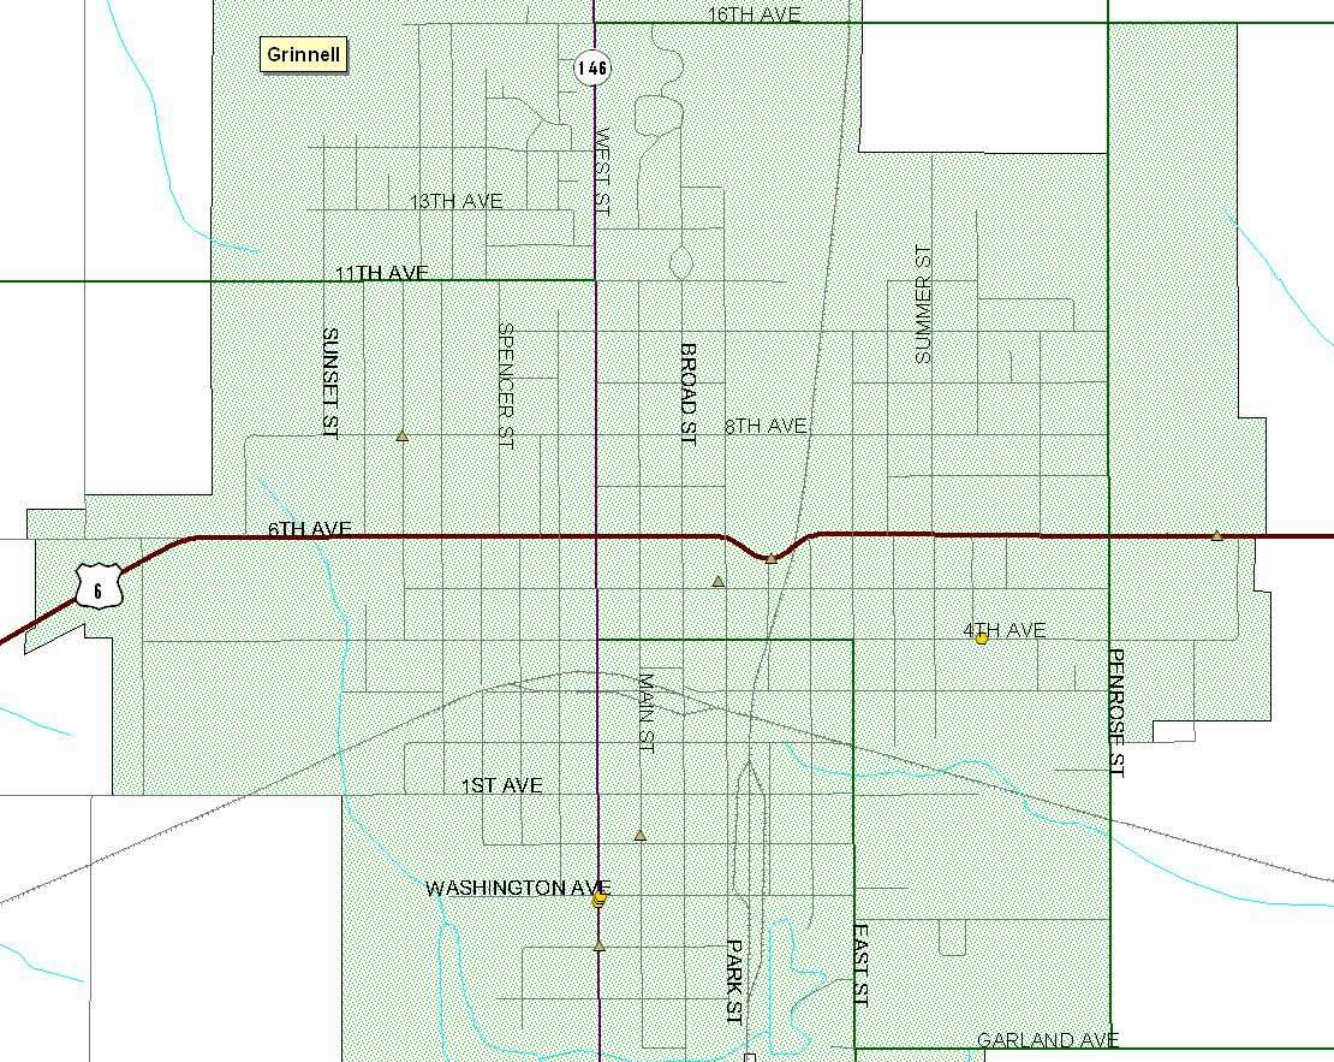 16TH AVE
Grinnell
146
WEST ST
13TH AVE
11TH AVE
SUMMER ST
SUNSET ST
SPENCER ST
BROAD ST
8TH AVE
6TH AVE
6
4TH AVE
PENROSE ST
MAIN ST
1ST AVE
WASHINGTON AVE
PARK ST
EAST ST
GARLAND AVE